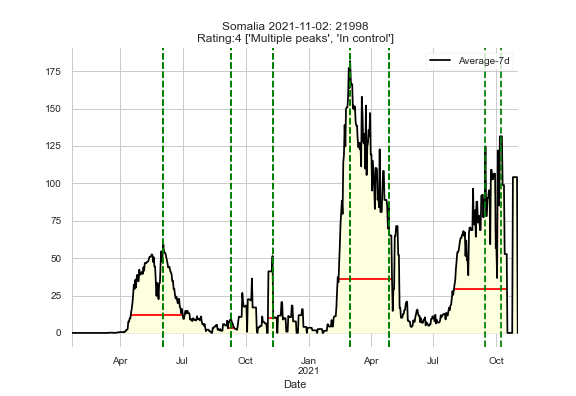 Somalia 2021-11-02: 21998
Rating:4 ['Multiple peaks', 'In control']
Average-7d
175
150
125
100
75
50
25
0
Apr Jul Oct Jan Apr Jul Oct
2021
Date